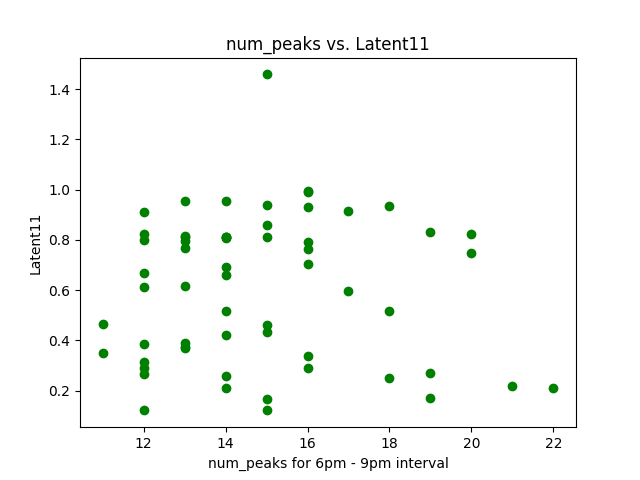 num_peaks vs. Latent11
1.4
1.2
1.0
0.8
0.6
0.4
0.2
Latent11
12 14 16 18 20 22
num_peaks for 6pm - 9pm interval